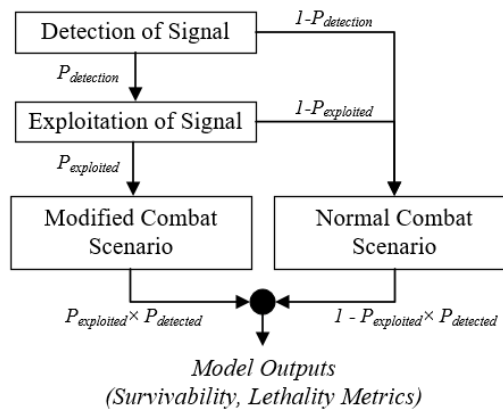 Detection of Signal
1-P_detection
P_detection
Exploitation of Signal
1-P_exploited
P_exploited
Modified Combat
Scenario
Normal Combat
Scenario
P_exploited × P_detected
1 - P_exploited × P_detected
Model Outputs
(Survivability, Lethality Metrics)